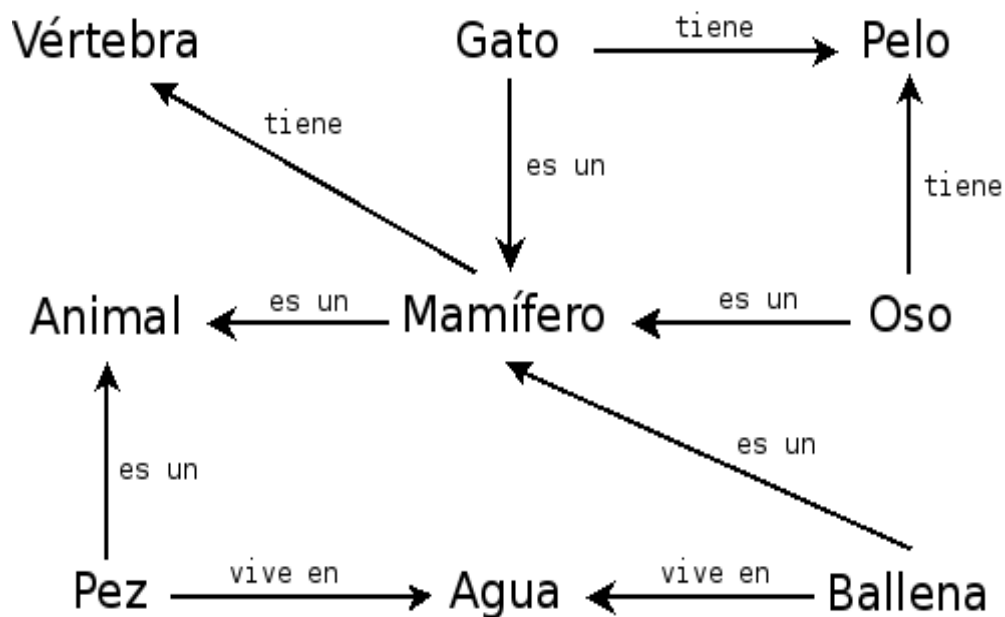 Vértebra Gato tiene Pelo
tiene
es un
tiene
Animal es un Mamífero es un Oso
es un
es un
Pez vive en Agua vive en Ballena